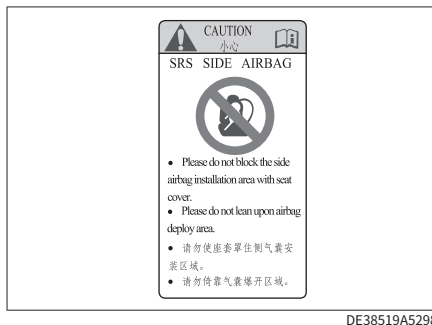 CAUTION
小心
SRS SIDE AIRBAG
• Please do not block the side
airbag installation area with seat
cover.
• Please do not lean upon airbag
deploy area.
• 请勿使座套罩住侧气囊安
装区域。
• 请勿倚靠气囊爆开区域。
DE38519A5298